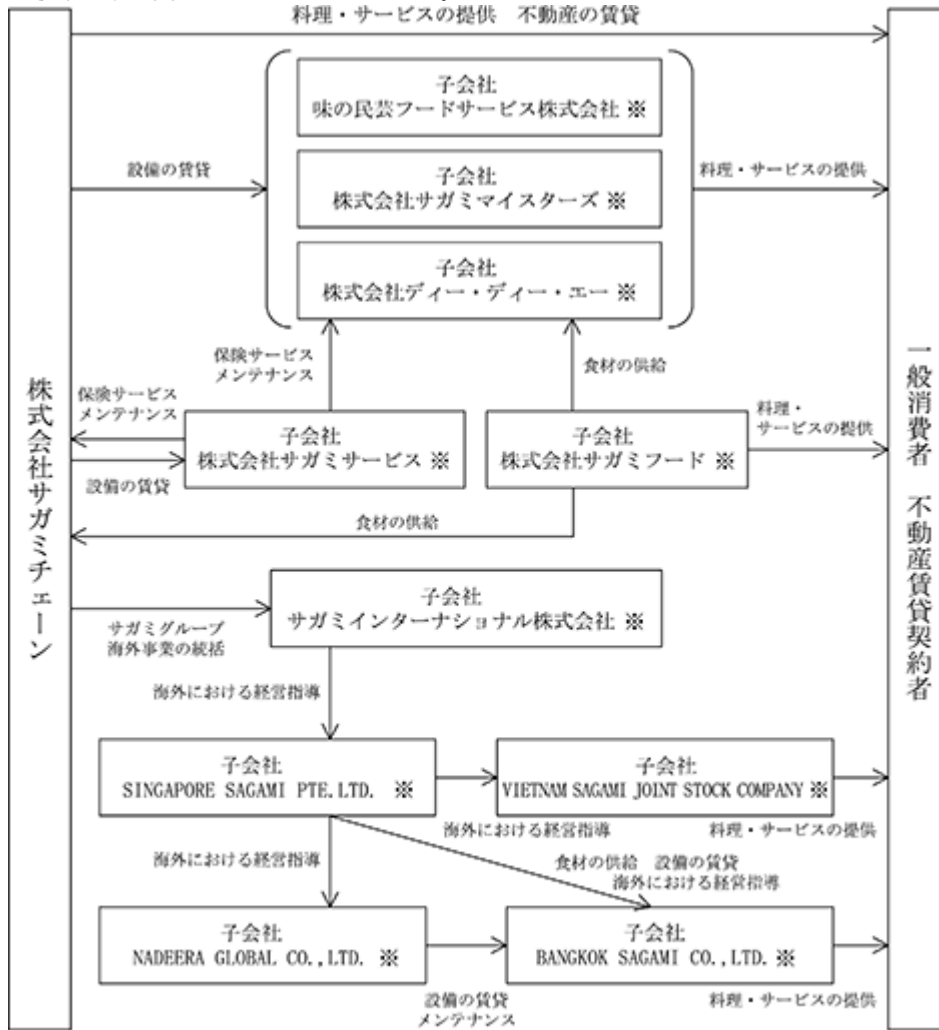 料理・サービスの提供　不動産の賃貸
子会社
味の民芸フードサービス株式会社 ※
設備の賃貸
子会社
株式会社サガミマイスターズ ※
料理・サービスの提供
子会社
株式会社ディー・ディー・エー ※
保険サービス
メンテナンス
食材の供給
株式会社サガミチェーン
一般消費者　不動産賃貸契約者
保険サービス
メンテナンス
子会社
株式会社サガミサービス ※
子会社
株式会社サガミフード ※
料理・
サービスの提供
設備の賃貸
食材の供給
子会社
サガミインターナショナル株式会社 ※
サガミグループ
海外事業の統括
海外における経営指導
子会社
SINGAPORE SAGAMI PTE.LTD. ※
子会社
VIETNAM SAGAMI JOINT STOCK COMPANY ※
海外における経営指導
料理・サービスの提供
海外における経営指導
食材の供給　設備の賃貸
海外における経営指導
子会社
NADEERA GLOBAL CO.,LTD. ※
子会社
BANGKOK SAGAMI CO.,LTD. ※
設備の賃貸
メンテナンス
料理・サービスの提供